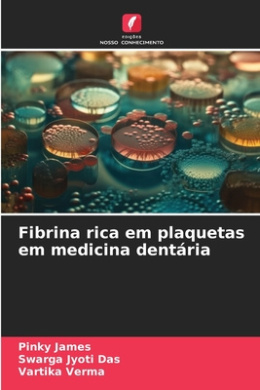 edições
NOSSO CONHECIMENTO
Fibrina rica em plaquetas
em medicina dentária
Pinky James
Swarga Jyoti Das
Vartika Verma